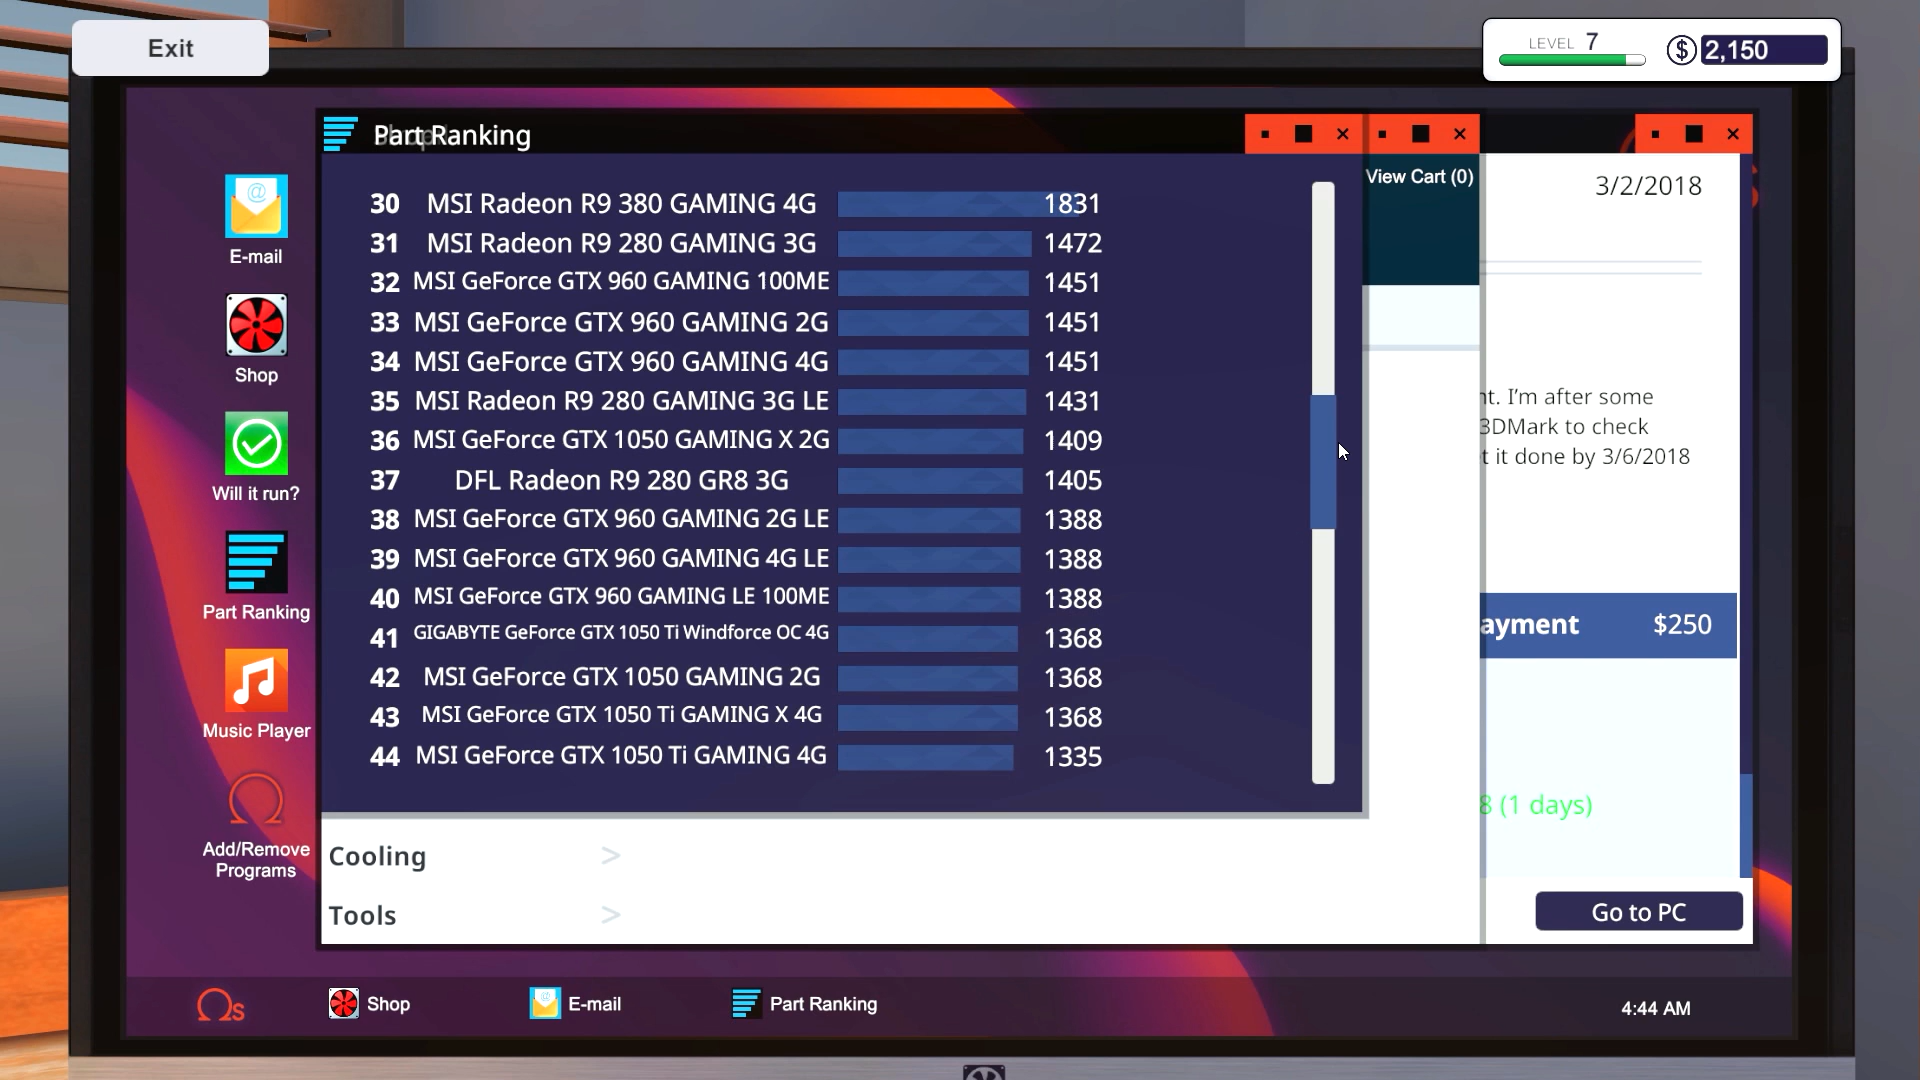 Exit
LEVEL 7
$ 2,150
Part Ranking
View Cart (0)
3/2/2018
30 MSI Radeon R9 380 GAMING 4G 1831
31 MSI Radeon R9 280 GAMING 3G 1472
32 MSI GeForce GTX 960 GAMING 100ME 1451
33 MSI GeForce GTX 960 GAMING 2G 1451
34 MSI GeForce GTX 960 GAMING 4G 1451
35 MSI Radeon R9 280 GAMING 3G LE 1431
36 MSI GeForce GTX 1050 GAMING X 2G 1409
37 DFL Radeon R9 280 GR8 3G 1405
38 MSI GeForce GTX 960 GAMING 2G LE 1388
39 MSI GeForce GTX 960 GAMING 4G LE 1388
40 MSI GeForce GTX 960 GAMING LE 100ME 1388
41 GIGABYTE GeForce GTX 1050 Ti Windforce OC 4G 1368
42 MSI GeForce GTX 1050 GAMING 2G 1368
43 MSI GeForce GTX 1050 Ti GAMING X 4G 1368
44 MSI GeForce GTX 1050 Ti GAMING 4G 1335
nt. I'm after some
3DMark to check
t it done by 3/6/2018
ayment $250
8 (1 days)
E-mail
Shop
Will it run?
Part Ranking
Music Player
Add/Remove
Programs
Cooling >
Tools >
Go to PC
Ωs
Shop
E-mail
Part Ranking
4:44 AM